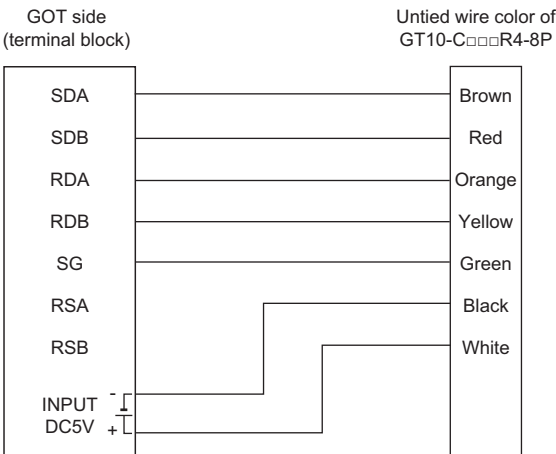 GOT side
(terminal block)
Untied wire color of
GT10-C□□□R4-8P
SDA
Brown
SDB
Red
RDA
Orange
RDB
Yellow
SG
Green
RSA
Black
RSB
White
INPUT -
DC5V +